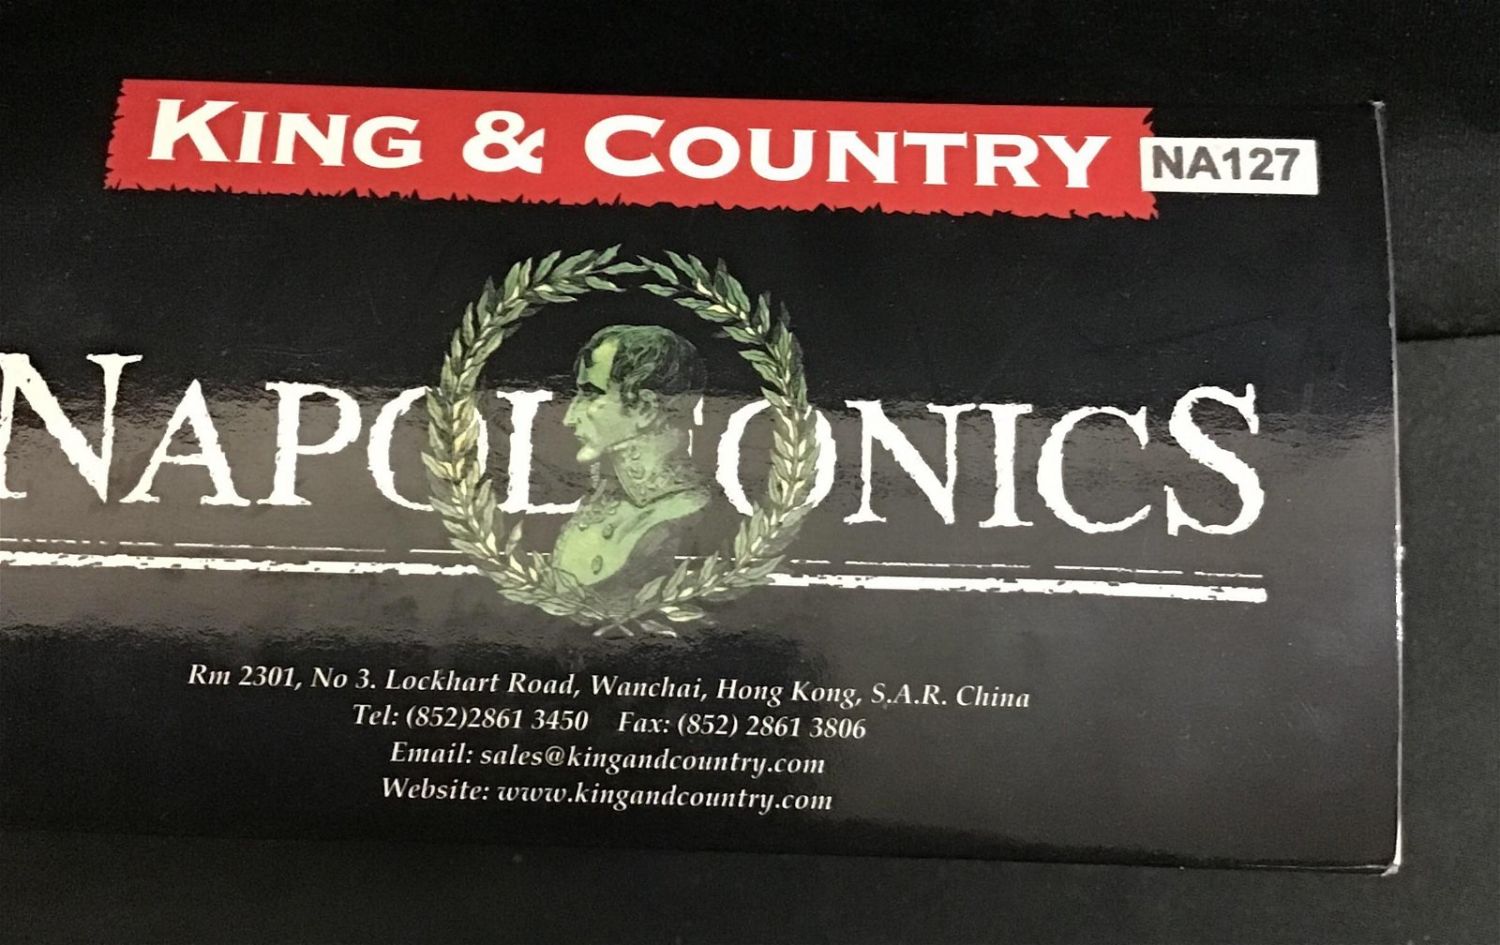 KING & COUNTRY
NA127
NAPOLEONICS
Rm 2301, No 3. Lockhart Road, Wanchai, Hong Kong, S.A.R. China
Tel: (852)2861 3450 Fax: (852) 2861 3806
Email: sales@kingandcountry.com
Website: www.kingandcountry.com